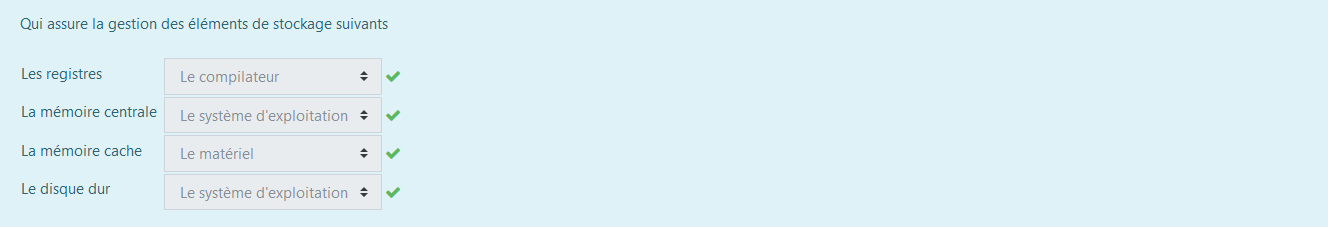 Qui assure la gestion des éléments de stockage suivants
Les registres Le compilateur
La mémoire centrale Le système d'exploitation
La mémoire cache Le matériel
Le disque dur Le système d'exploitation